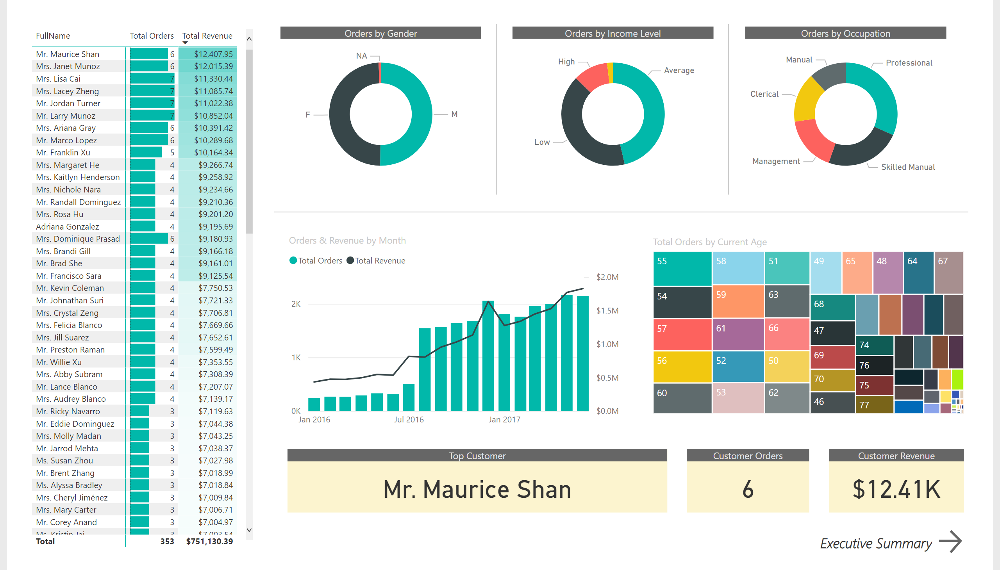 FullName Total Orders Total Revenue
Mr. Maurice Shan 6 $12,407.95
Mrs. Janet Munoz 6 $12,015.39
Mrs. Lisa Cai 7 $11,330.44
Mrs. Lacey Zheng 7 $11,085.74
Mr. Jordan Turner 7 $11,022.38
Mr. Larry Munoz 7 $10,852.04
Mrs. Ariana Gray 6 $10,391.42
Mr. Marco Lopez 6 $10,289.68
Mr. Franklin Xu 5 $10,164.34
Mrs. Margaret He 4 $9,266.74
Mrs. Kaitlyn Henderson 4 $9,258.92
Mrs. Nichole Nara 4 $9,234.66
Mr. Randall Dominguez 4 $9,210.36
Mrs. Rosa Hu 4 $9,201.20
Adriana Gonzalez 4 $9,195.69
Mrs. Dominique Prasad 6 $9,180.93
Mrs. Brandi Gill 4 $9,166.18
Mr. Brad She 4 $9,161.01
Mr. Francisco Sara 4 $9,125.54
Mr. Kevin Coleman 4 $7,750.53
Mr. Johnathan Suri 4 $7,721.33
Mrs. Crystal Zeng 4 $7,706.81
Mrs. Felicia Blanco 4 $7,669.66
Mrs. Jill Suarez 4 $7,652.61
Mr. Preston Raman 4 $7,599.49
Mr. Willie Xu 4 $7,353.55
Mrs. Abby Subram 4 $7,308.39
Mr. Lance Blanco 4 $7,207.07
Mrs. Audrey Blanco 4 $7,139.17
Mr. Ricky Navarro 3 $7,119.63
Mr. Eddie Dominguez 3 $7,044.38
Mrs. Molly Madan 3 $7,043.25
Mr. Jarrod Mehta 3 $7,038.37
Ms. Susan Zhou 3 $7,027.98
Mr. Brent Zhang 3 $7,018.99
Ms. Alyssa Bradley 3 $7,018.84
Mrs. Cheryl Jiménez 3 $7,009.84
Mrs. Mary Carter 3 $7,006.71
Mr. Corey Anand 3 $7,004.97
Total 353 $751,130.39
Orders by Gender
NA
F
M
Orders by Income Level
High
Average
Low
Orders by Occupation
Manual
Professional
Clerical
Management
Skilled Manual
Orders & Revenue by Month
Total Orders Total Revenue
$2.0M
2K
$1.5M
$1.0M
1K
$0.5M
0K
$0.0M
Jan 2016 Jul 2016 Jan 2017
Total Orders by Current Age
55 58 51 49 65 48 64 67
54 59 63 68
57 61 66 47
74
56 52 50 69
76
70
75
60 53 62 46
77
Top Customer
Mr. Maurice Shan
Customer Orders
6
Customer Revenue
$12.41K
Executive Summary